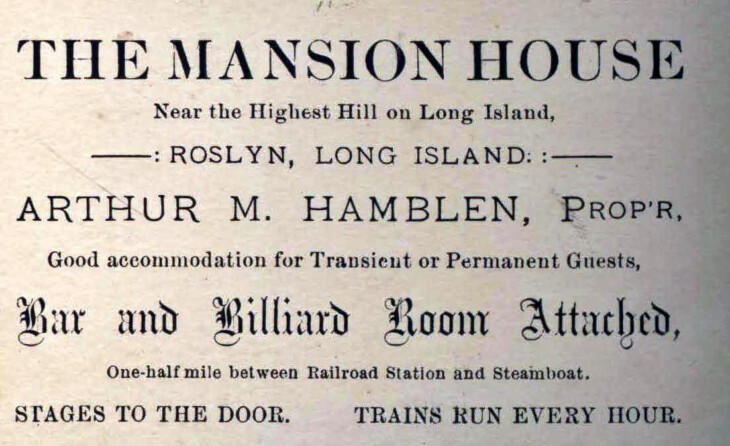 THE MANSION HOUSE
Near the Highest Hill on Long Island,
——: ROSLYN, LONG ISLAND. :——
ARTHUR M. HAMBLEN, PROP'R,
Good accommodation for Transient or Permanent Guests,
Bar and Billiard Room Attached,
One-half mile between Railroad Station and Steamboat.
STAGES TO THE DOOR. TRAINS RUN EVERY HOUR.